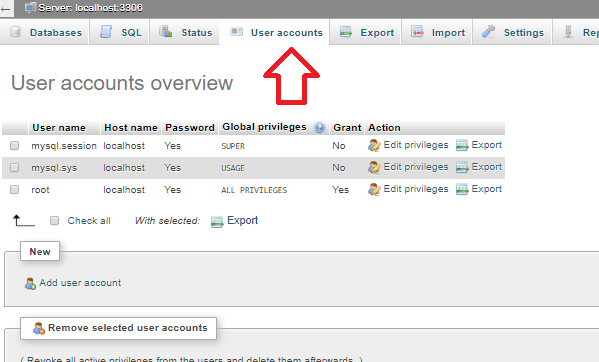 Server: localhost:3306
Databases SQL Status User accounts Export Import Settings Rep
User accounts overview
User name Host name Password Global privileges Grant Action
mysql.session localhost Yes SUPER No Edit privileges Export
mysql.sys localhost Yes USAGE No Edit privileges Export
root localhost Yes ALL PRIVILEGES Yes Edit privileges Export
Check all With selected: Export
New
Add user account
Remove selected user accounts
( Revoke all active privileges from the users and delete them afterwards. )